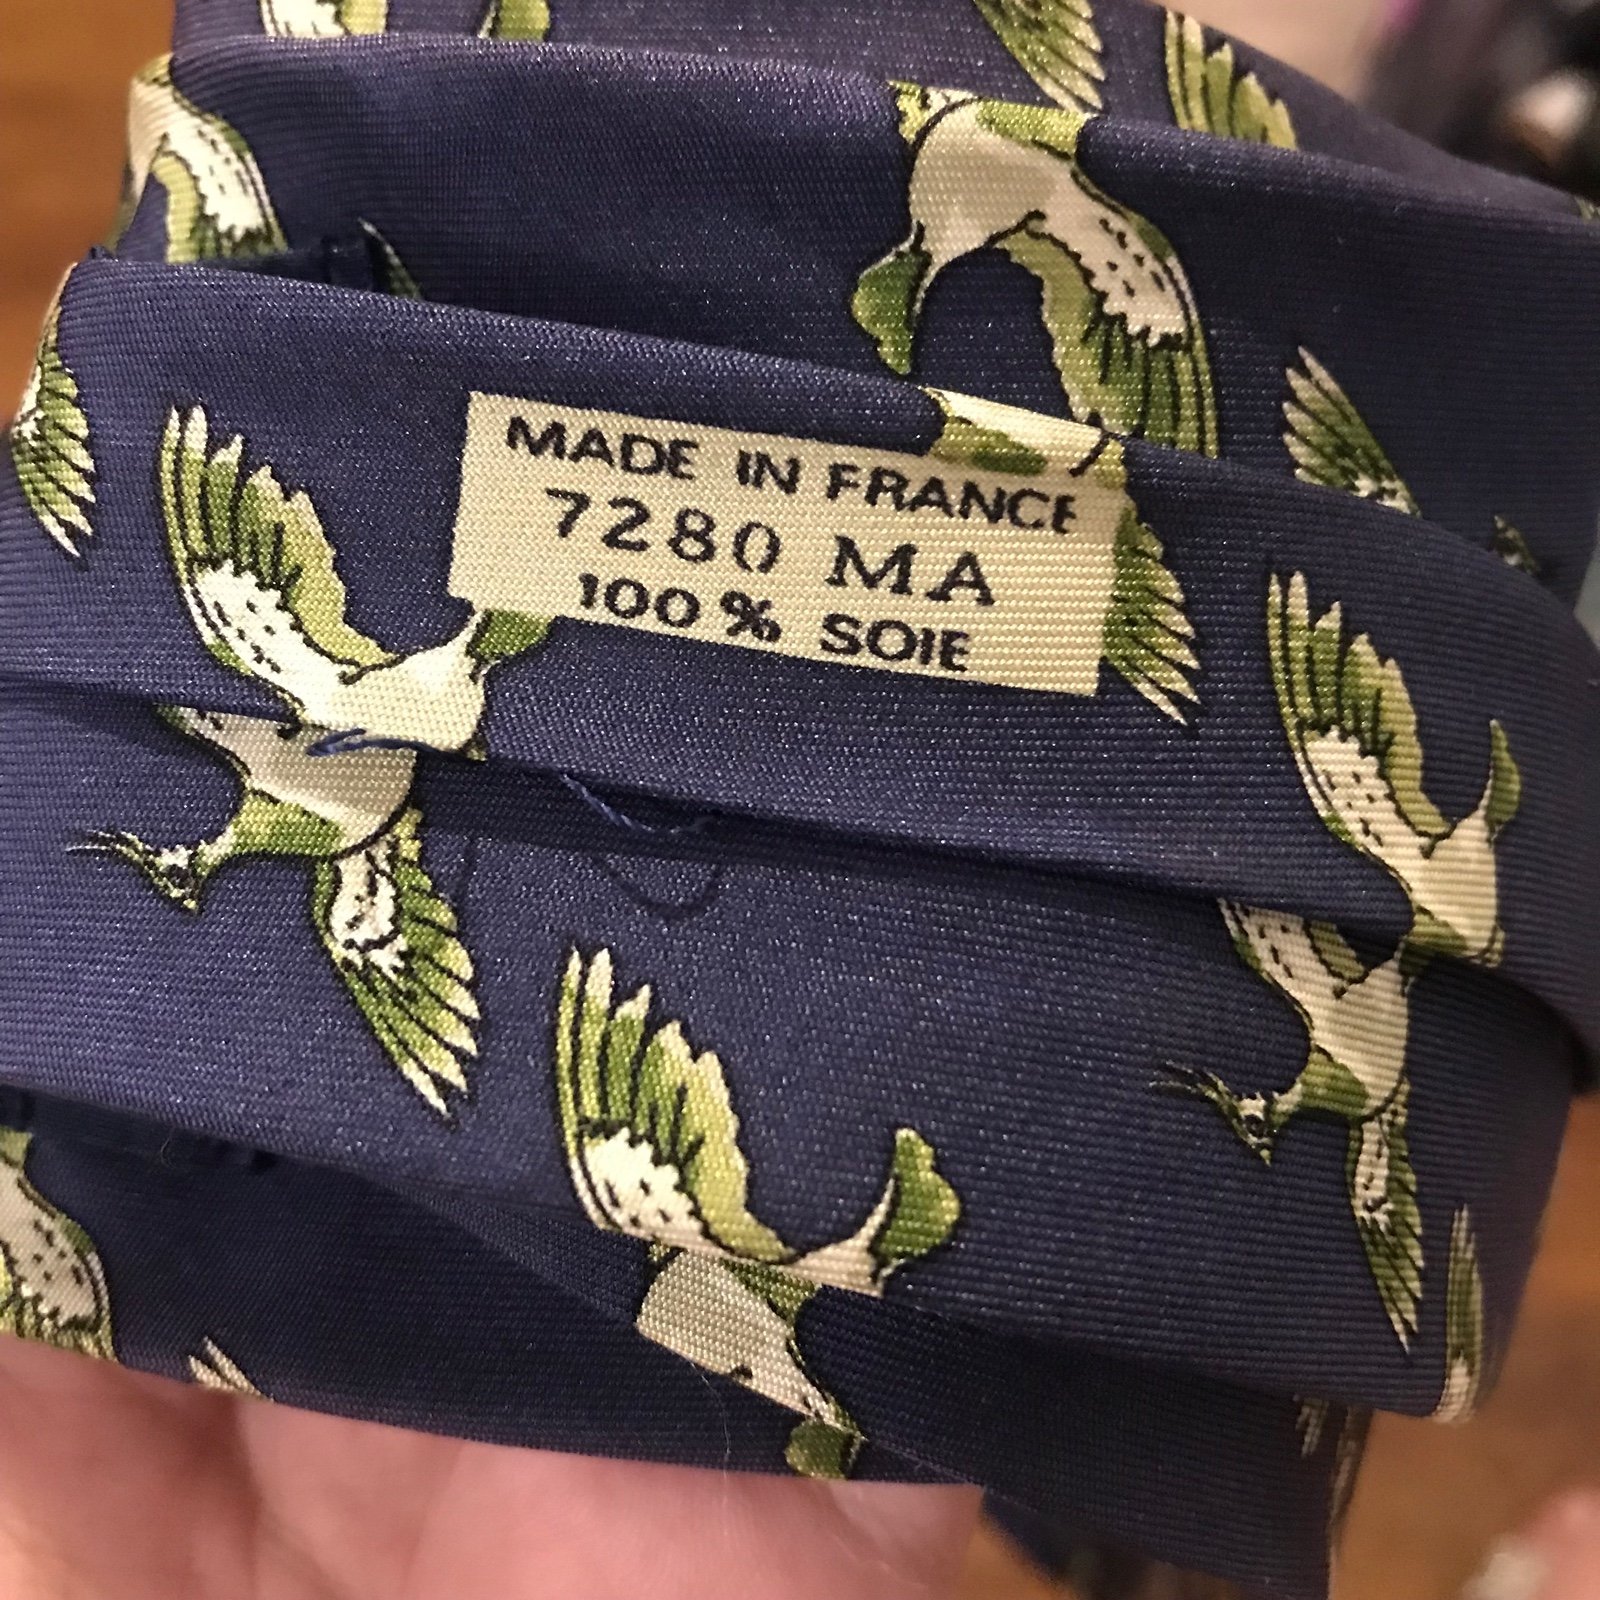 MADE IN FRANCE
7280 MA
100% SOIE